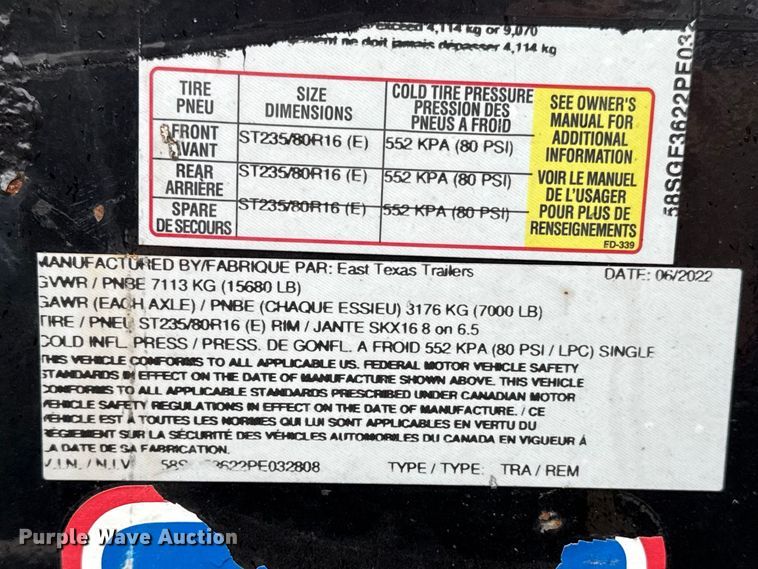 exceed 4,114 kg or 9,070
ne doit jamais dépasser 4,114 kg
TIRE PNEU
SIZE DIMENSIONS
COLD TIRE PRESSURE PRESSION DES PNEUS A FROID
SEE OWNER'S MANUAL FOR ADDITIONAL INFORMATION
VOIR LE MANUEL DE L'USAGER POUR PLUS DE RENSEIGNEMENTS
ED-339
FRONT AVANT
ST235/80R16 (E)
552 KPA (80 PSI)
REAR ARRIÈRE
ST235/80R16 (E)
552 KPA (80 PSI)
SPARE DE SECOURS
ST235/80R16 (E)
552 KPA (80 PSI)
58SGF3622PE032
MANUFACTURED BY/FABRIQUE PAR: East Texas Trailers DATE: 06/2022
GVWR / PNBE 7113 KG (15680 LB)
GAWR (EACH AXLE) / PNBE (CHAQUE ESSIEU) 3176 KG (7000 LB)
TIRE / PNEU ST235/80R16 (E) RIM / JANTE SKX16 8 on 6.5
COLD INFL. PRESS / PRESS. DE GONFL. A FROID 552 KPA (80 PSI / LPC) SINGLE
THIS VEHICLE CONFORMS TO ALL APPLICABLE US. FEDERAL MOTOR VEHICLE SAFETY
STANDARDS IN EFFECT ON THE DATE OF MANUFACTURE SHOWN ABOVE. THIS VEHICLE
CONFORMS TO ALL APPLICABLE STANDARDS PRESCRIBED UNDER CANADIAN MOTOR
VEHICLE SAFETY REGULATIONS IN EFFECT ON THE DATE OF MANUFACTURE. / CE
VEHICLE EST A TOUTES LES NORMES QUI LUI SONT APPLICABLES EN VERTU DU
RÉGIEMENT SUR LA SÉCURITÉ DES VÉHICLES AUTOMOBILES DU CANADA EN VIGUEUR À
LA DATE DE SA FABRICATION.
V.I.N. / N.I.V 58S 3622PE032808 TYPE / TYPE: TRA / REM
Purple Wave Auction